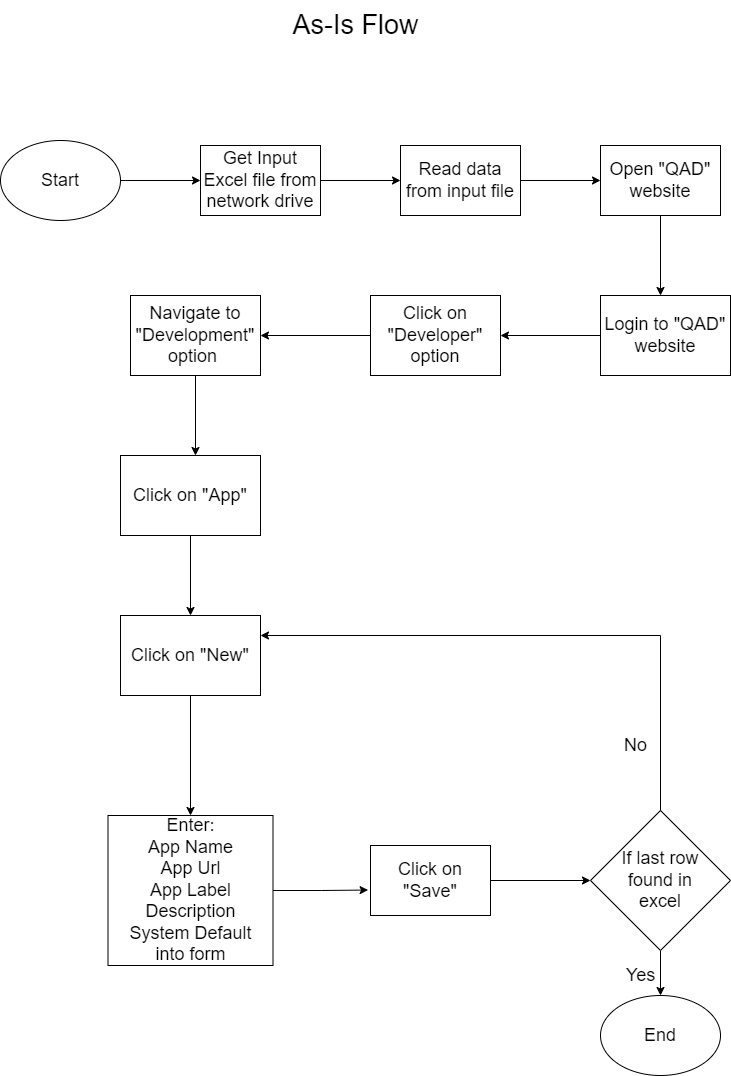 As-Is Flow
Start
Get Input
Excel file from
network drive
Read data
from input file
Open "QAD"
website
Login to "QAD"
website
Click on
"Developer"
option
Navigate to
"Development"
option
Click on "App"
Click on "New"
Enter:
App Name
App Url
App Label
Description
System Default
into form
Click on
"Save"
If last row
found in
excel
No
Yes
End